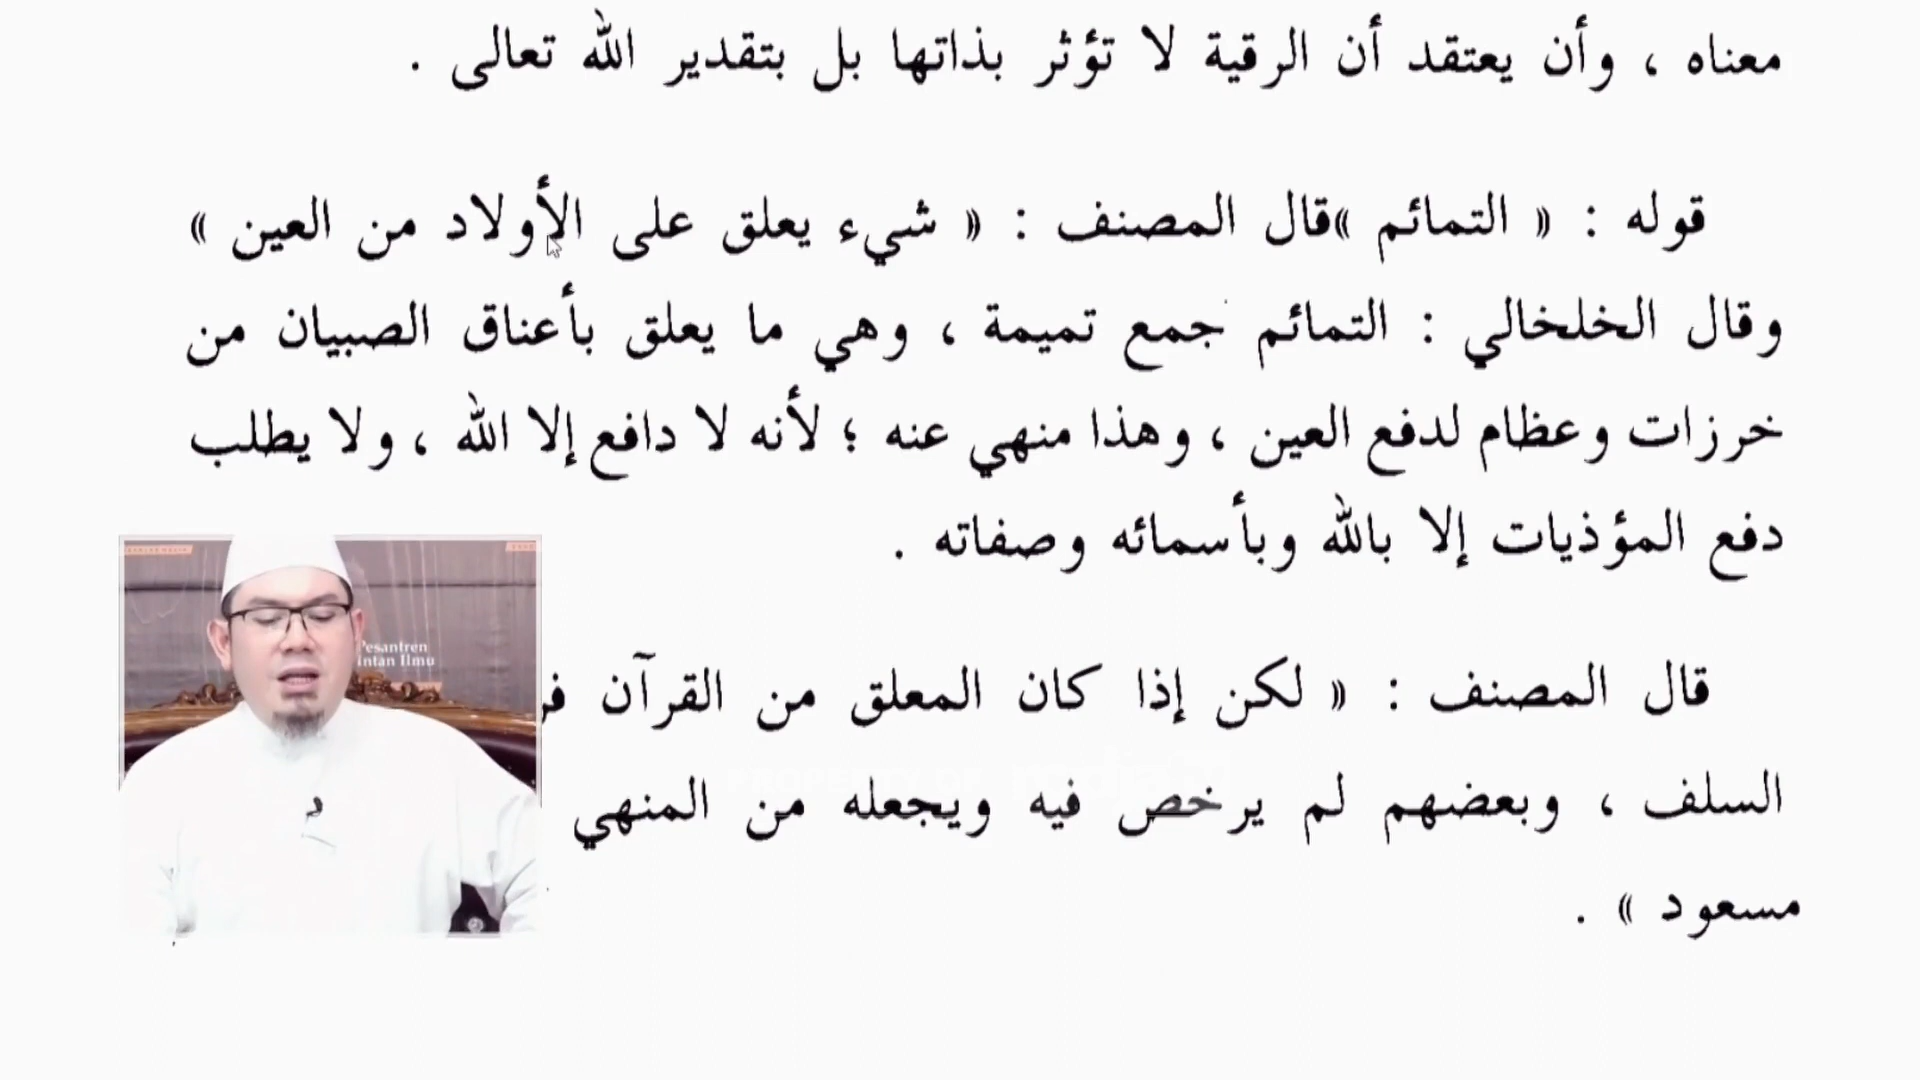 معناه ، وأن يعتقد أن الرقية لا تؤثر بذاتها بل بتقدير الله تعالى .
قوله : « التمائم »قال المصنف : « شيء يعلق على الأولاد من العين »
وقال الخلخالي : التمائم جمع تميمة ، وهي ما يعلق بأعناق الصبيان من
خرزات وعظام لدفع العين ، وهذا منهي عنه ؛ لأنه لا دافع إلا الله ، ولا يطلب
دفع المؤذيات إلا بالله وبأسمائه وصفاته .
قال المصنف : « لكن إذا كان المعلق من القرآن
السلف ، وبعضهم لم يرخص فيه ويجعله من المنهي
مسعود » .
Pesantren
Intan Ilmu